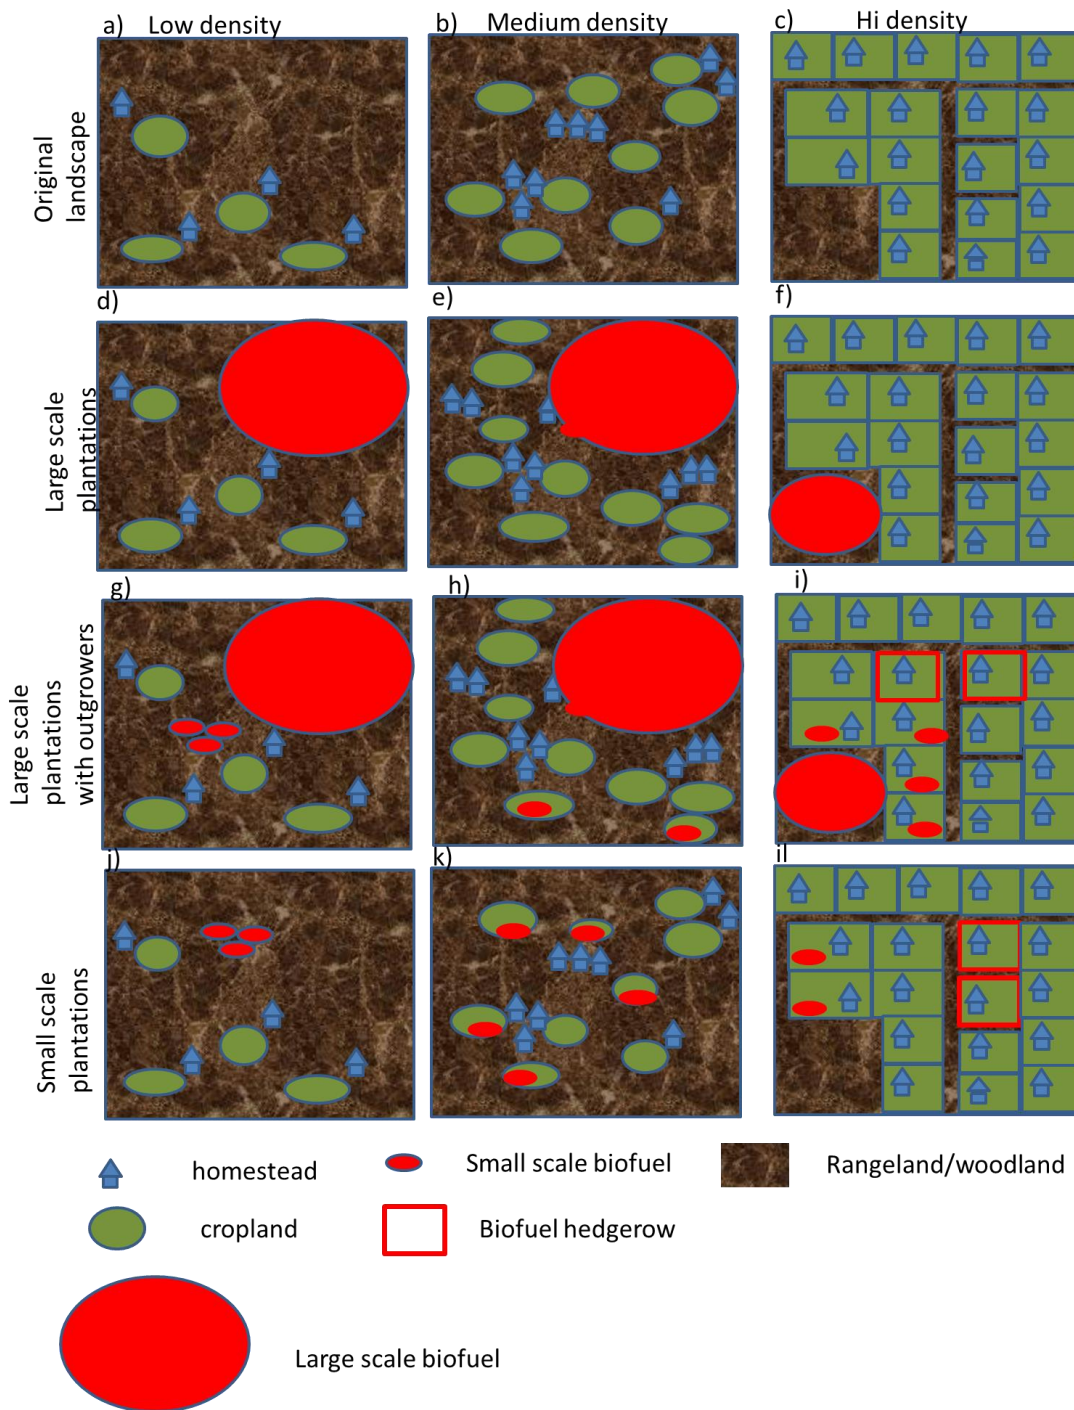 a) Low density
b) Medium density
c) Hi density
Original
landscape
d)
e)
f)
Large scale
plantations
g)
h)
i)
Large scale
plantations
with outgrowers
j)
k)
il
Small scale
plantations
homestead
Small scale biofuel
Rangeland/woodland
cropland
Biofuel hedgerow
Large scale biofuel